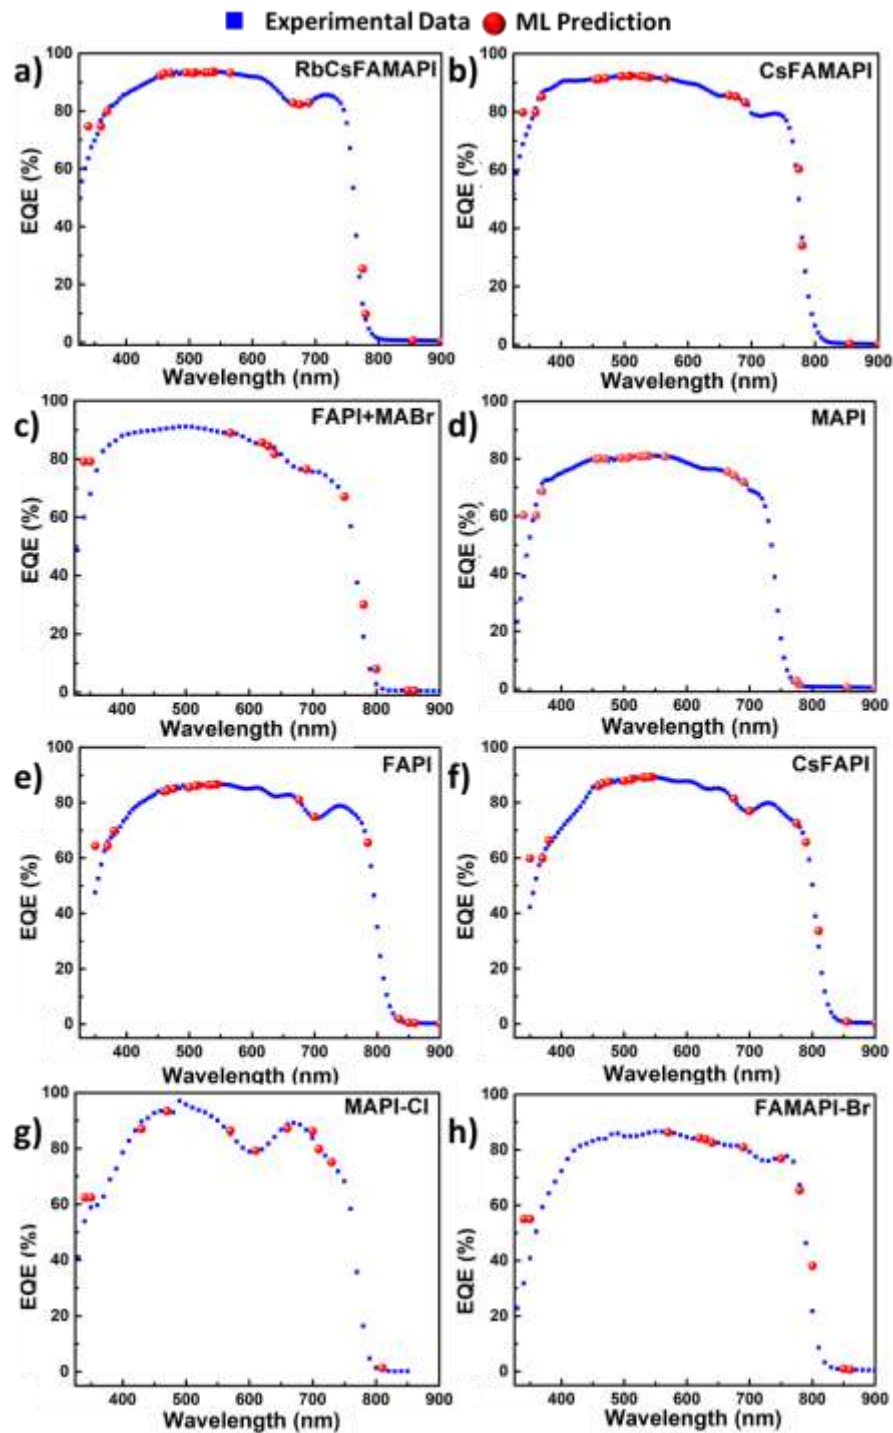 Experimental Data ML Prediction
a) RbCsFAMAPI
100
80
60
40
20
0
EQE (%)
400 500 600 700 800 900
Wavelength (nm)
b) CsFAMAPI
100
80
60
40
20
0
EQE (%)
400 500 600 700 800 900
Wavelength (nm)
c) FAPI+MABr
100
80
60
40
20
0
EQE (%)
400 500 600 700 800 900
Wavelength (nm)
d) MAPI
100
80
60
40
20
0
EQE (%)
400 500 600 700 800 900
Wavelength (nm)
e) FAPI
100
80
60
40
20
0
EQE (%)
400 500 600 700 800 900
Wavelength (nm)
f) CsFAPI
100
80
60
40
20
0
EQE (%)
400 500 600 700 800 900
Wavelength (nm)
g) MAPI-Cl
100
80
60
40
20
0
EQE (%)
400 500 600 700 800 900
Wavelength (nm)
h) FAMAPI-Br
100
80
60
40
20
0
EQE (%)
400 500 600 700 800 900
Wavelength (nm)